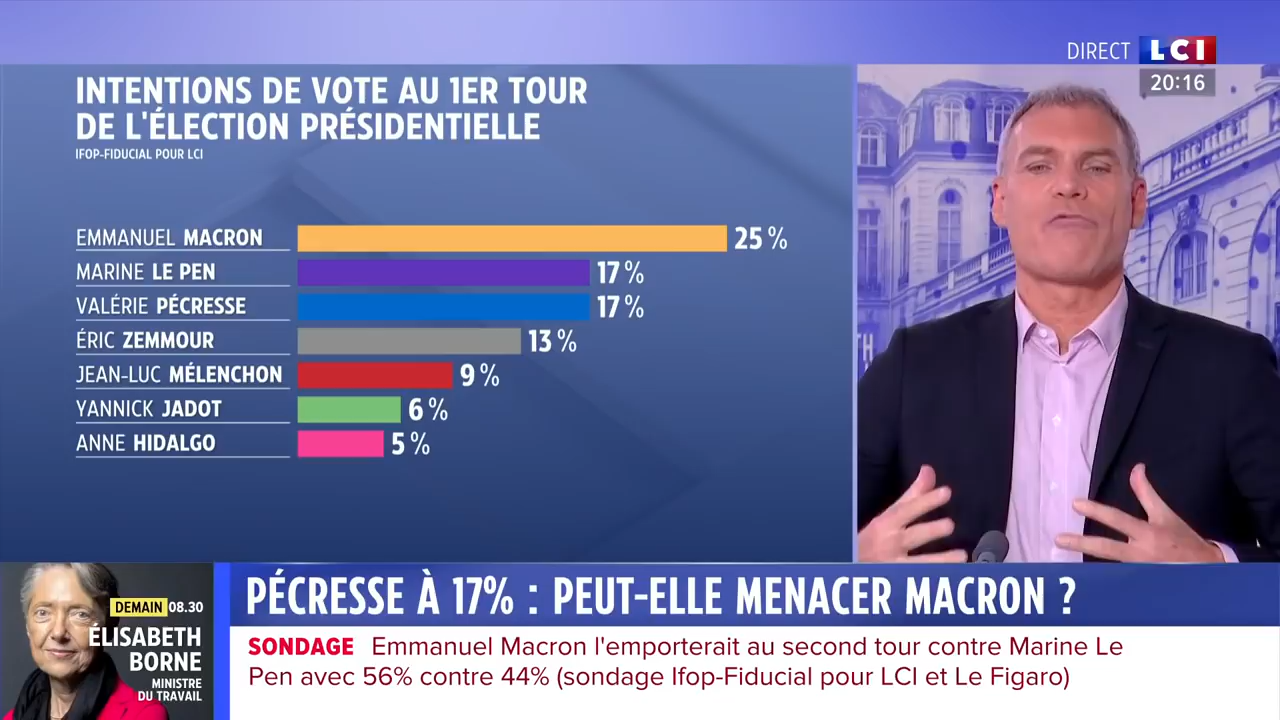 DIRECT LCI
20:16
INTENTIONS DE VOTE AU 1ER TOUR
DE L'ÉLECTION PRÉSIDENTIELLE
IFOP-FIDUCIAL POUR LCI
EMMANUEL MACRON 25 %
MARINE LE PEN 17 %
VALÉRIE PÉCRESSE 17 %
ÉRIC ZEMMOUR 13 %
JEAN-LUC MÉLENCHON 9 %
YANNICK JADOT 6 %
ANNE HIDALGO 5 %
DEMAIN 08.30
ÉLISABETH
BORNE
MINISTRE
DU TRAVAIL
PÉCRESSE À 17% : PEUT-ELLE MENACER MACRON ?
SONDAGE Emmanuel Macron l'emporterait au second tour contre Marine Le
Pen avec 56% contre 44% (sondage Ifop-Fiducial pour LCI et Le Figaro)